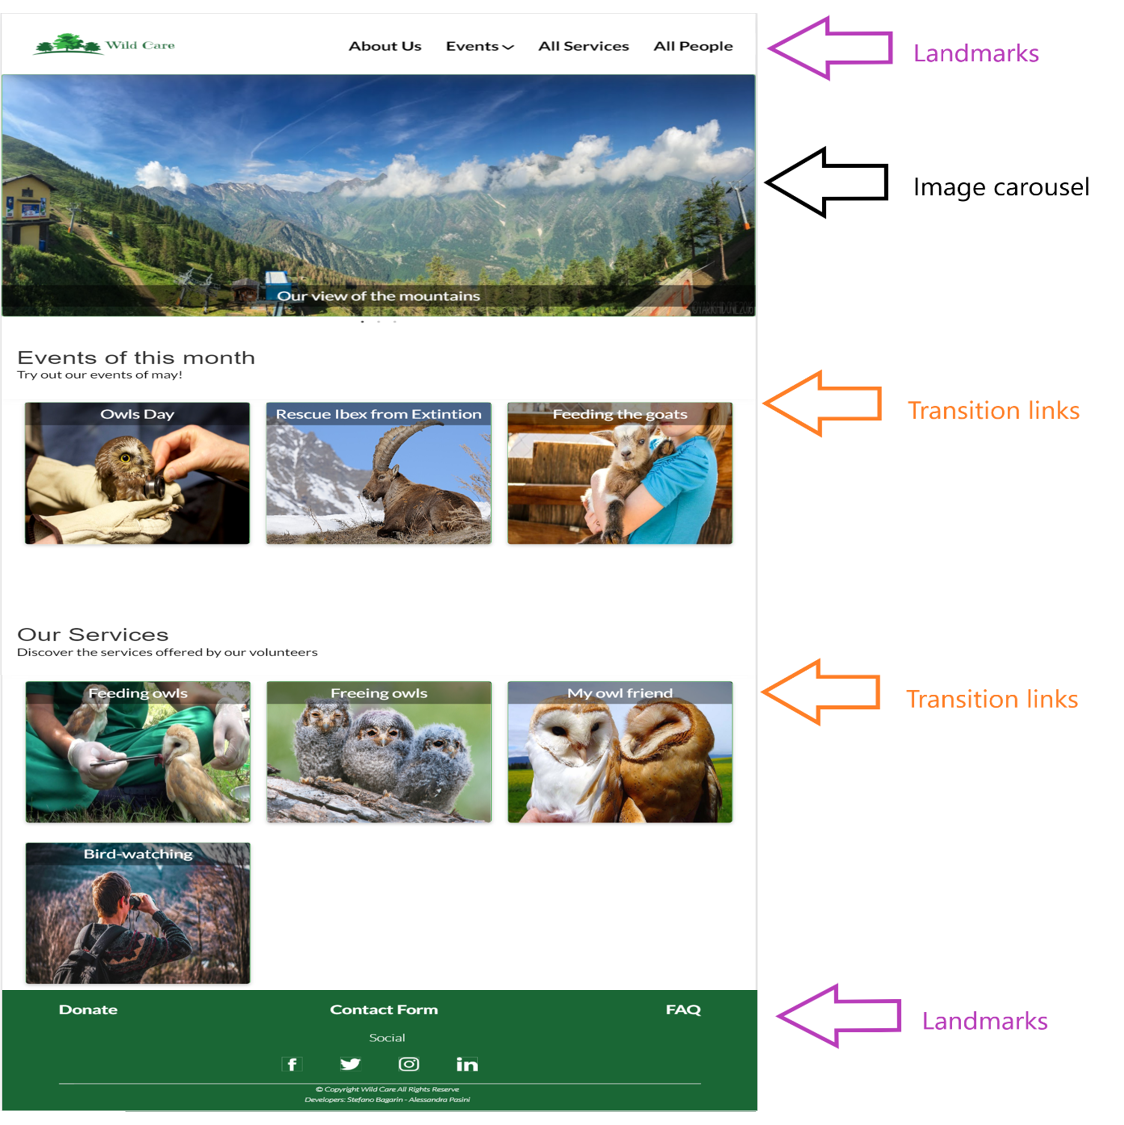 Wild Care
About Us Events All Services All People
Landmarks
Image carousel
Our view of the mountains
Events of this month
Try out our events of may!
Transition links
Owls Day
Rescue Ibex from Extintion
Feeding the goats
Our Services
Discover the services offered by our volunteers
Transition links
Feeding owls
Freeing owls
My owl friend
Bird-watching
Donate Contact Form FAQ
Landmarks
Social
© Copyright Wild Care All Rights Reserve
Developers: Stefano Bagarin - Alessandra Pasini